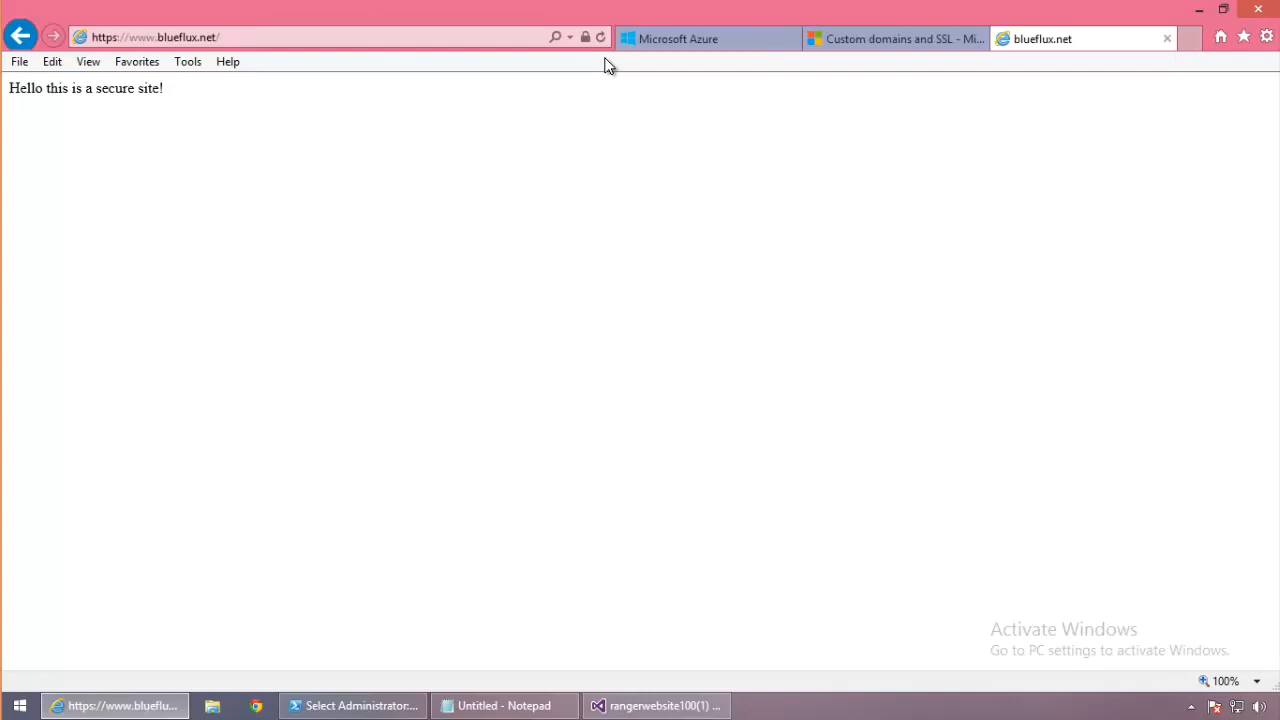 https://www.blueflux.net/
Microsoft Azure
Custom domains and SSL - Mi...
blueflux.net
File Edit View Favorites Tools Help
Hello this is a secure site!
Activate Windows
Go to PC settings to activate Windows.
100%
https://www.blueflu...
Select Administrator:...
Untitled - Notepad
rangerwebsite100(1) ...